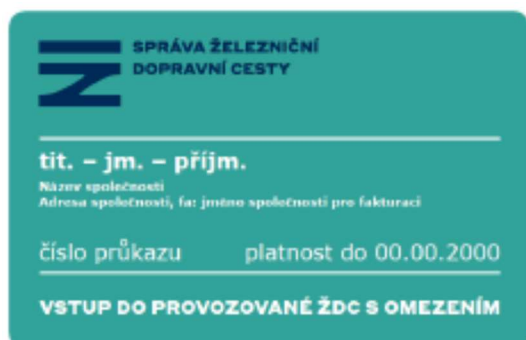 SPRÁVA ŽELEZNIČNÍ
DOPRAVNÍ CESTY
tit. – jm. – příjm.
Název společnosti
Adresa společnosti, fa: jméno společnosti pro fakturaci
číslo průkazu platnost do 00.00.2000
VSTUP DO PROVOZOVANÉ ŽDC S OMEZENÍM